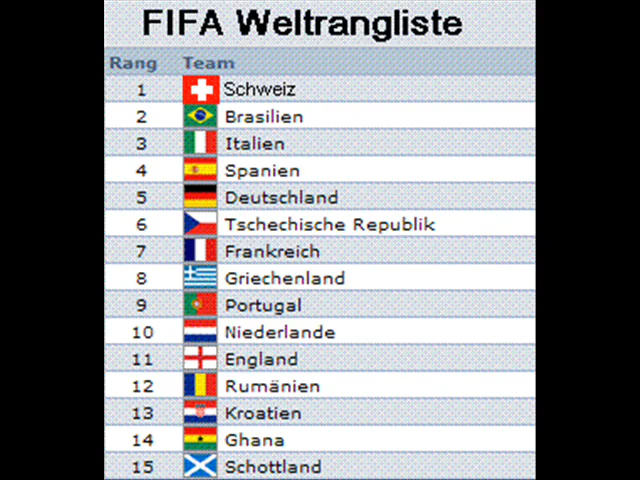 FIFA Weltrangliste
Rang Team
1 Schweiz
2 Brasilien
3 Italien
4 Spanien
5 Deutschland
6 Tschechische Republik
7 Frankreich
8 Griechenland
9 Portugal
10 Niederlande
11 England
12 Rumänien
13 Kroatien
14 Ghana
15 Schottland